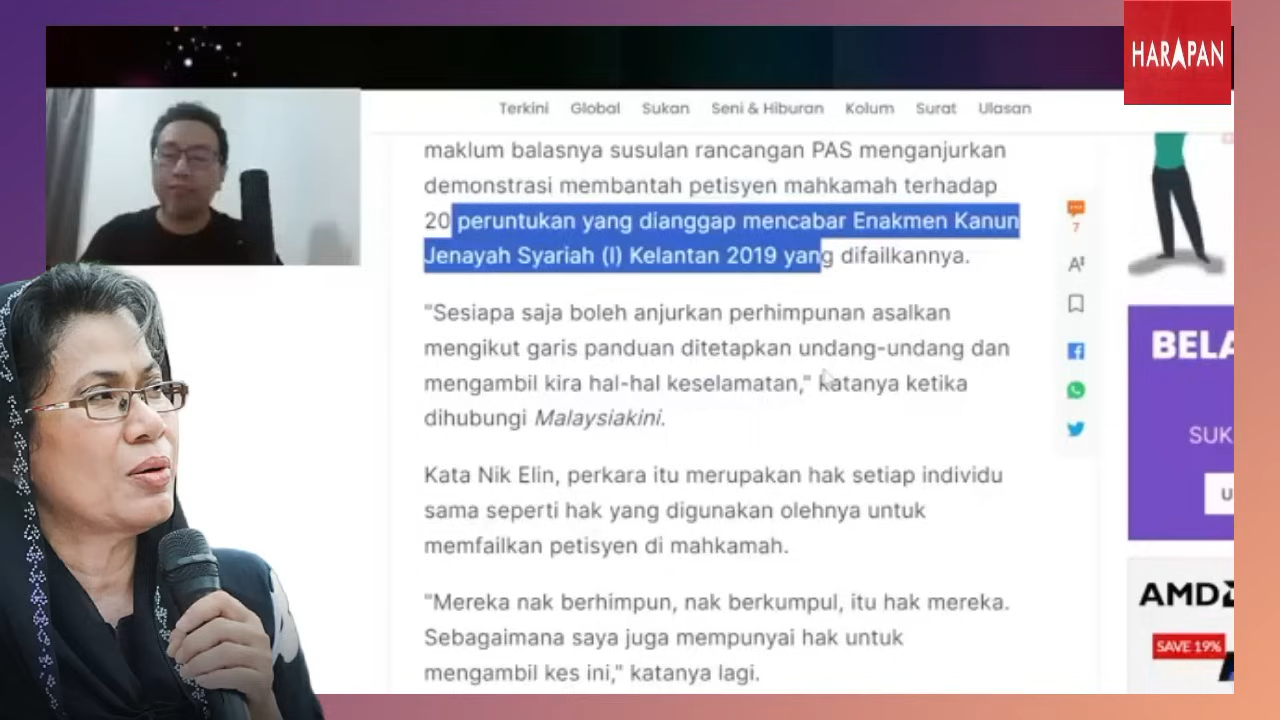 HARAPAN
Terkini Global Sukan Seni & Hiburan Kolum Surat Ulasan
maklum balasnya susulan rancangan PAS menganjurkan
demonstrasi membantah petisyen mahkamah terhadap
20 peruntukan yang dianggap mencabar Enakmen Kanun
Jenayah Syariah (I) Kelantan 2019 yang difailkannya.
"Sesiapa saja boleh anjurkan perhimpunan asalkan
mengikut garis panduan ditetapkan undang-undang dan
mengambil kira hal-hal keselamatan," katanya ketika
dihubungi Malaysiakini.
Kata Nik Elin, perkara itu merupakan hak setiap individu
sama seperti hak yang digunakan olehnya untuk
memfailkan petisyen di mahkamah.
"Mereka nak berhimpun, nak berkumpul, itu hak mereka.
Sebagaimana saya juga mempunyai hak untuk
mengambil kes ini," katanya lagi.
7
A
BELA
SUK
U
AMD
SAVE 19%